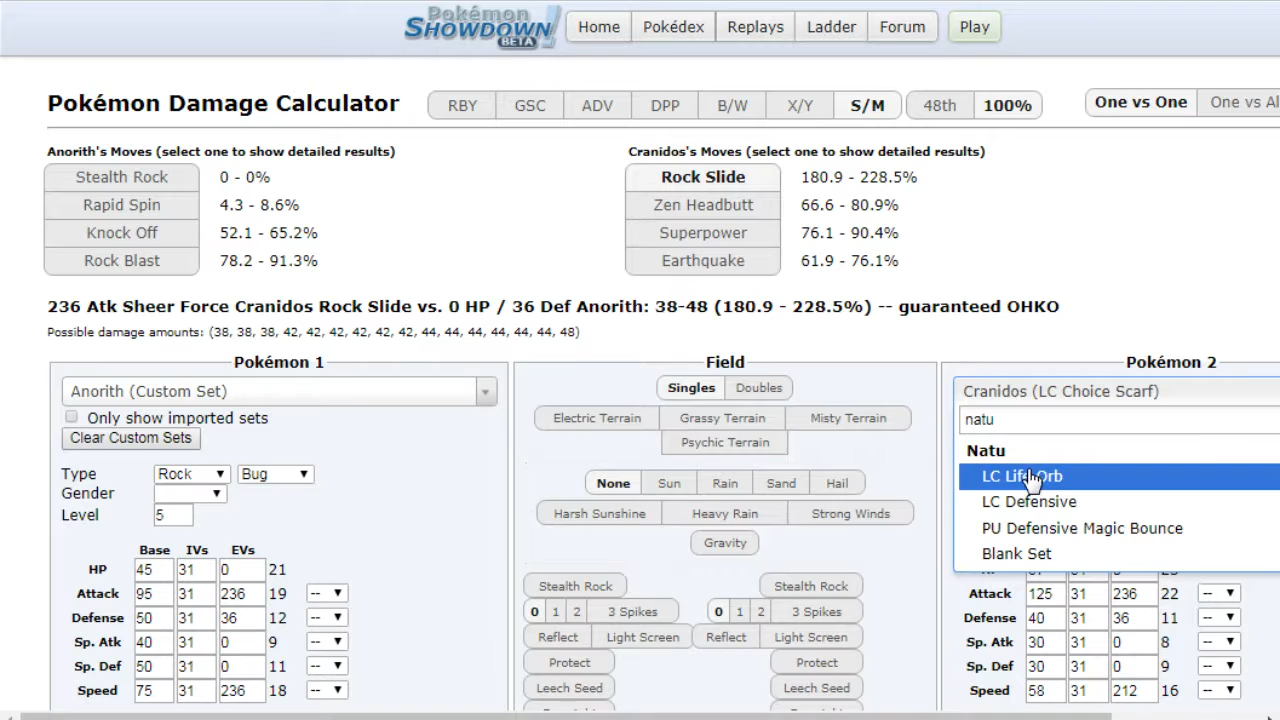 Pokémon
SHOWDOWN!
BETA
Home Pokédex Replays Ladder Forum Play
Pokémon Damage Calculator
RBY GSC ADV DPP B/W X/Y S/M 48th 100% One vs One One vs Al
Anorith's Moves (select one to show detailed results)
Stealth Rock 0 - 0%
Rapid Spin 4.3 - 8.6%
Knock Off 52.1 - 65.2%
Rock Blast 78.2 - 91.3%
Cranidos's Moves (select one to show detailed results)
Rock Slide 180.9 - 228.5%
Zen Headbutt 66.6 - 80.9%
Superpower 76.1 - 90.4%
Earthquake 61.9 - 76.1%
236 Atk Sheer Force Cranidos Rock Slide vs. 0 HP / 36 Def Anorith: 38-48 (180.9 - 228.5%) -- guaranteed OHKO
Possible damage amounts: (38, 38, 38, 42, 42, 42, 42, 42, 42, 44, 44, 44, 44, 44, 44, 48)
Pokémon 1
Anorith (Custom Set)
Only show imported sets
Clear Custom Sets
Type Rock Bug
Gender
Level 5
Base IVs EVs
HP 45 31 0 21
Attack 95 31 236 19 --
Defense 50 31 36 12 --
Sp. Atk 40 31 0 9 --
Sp. Def 50 31 0 11 --
Speed 75 31 236 18 --
Field
Singles Doubles
Electric Terrain Grassy Terrain Misty Terrain
Psychic Terrain
None Sun Rain Sand Hail
Harsh Sunshine Heavy Rain Strong Winds
Gravity
Stealth Rock Stealth Rock
0 1 2 3 Spikes 0 1 2 3 Spikes
Reflect Light Screen Reflect Light Screen
Protect Protect
Leech Seed Leech Seed
Pokémon 2
Cranidos (LC Choice Scarf)
natu
Natu
LC Life Orb
LC Defensive
PU Defensive Magic Bounce
Blank Set
Attack 125 31 236 22 --
Defense 40 31 36 11 --
Sp. Atk 30 31 0 8 --
Sp. Def 30 31 0 9 --
Speed 58 31 212 16 --